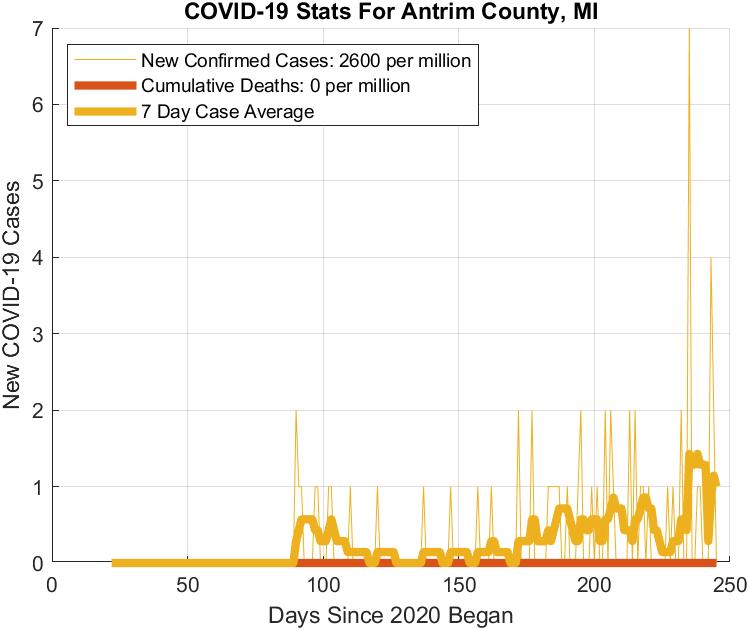 COVID-19 Stats For Antrim County, MI
New Confirmed Cases: 2600 per million
Cumulative Deaths: 0 per million
7 Day Case Average
New COVID-19 Cases
7
6
5
4
3
2
1
0
0 50 100 150 200 250
Days Since 2020 Began